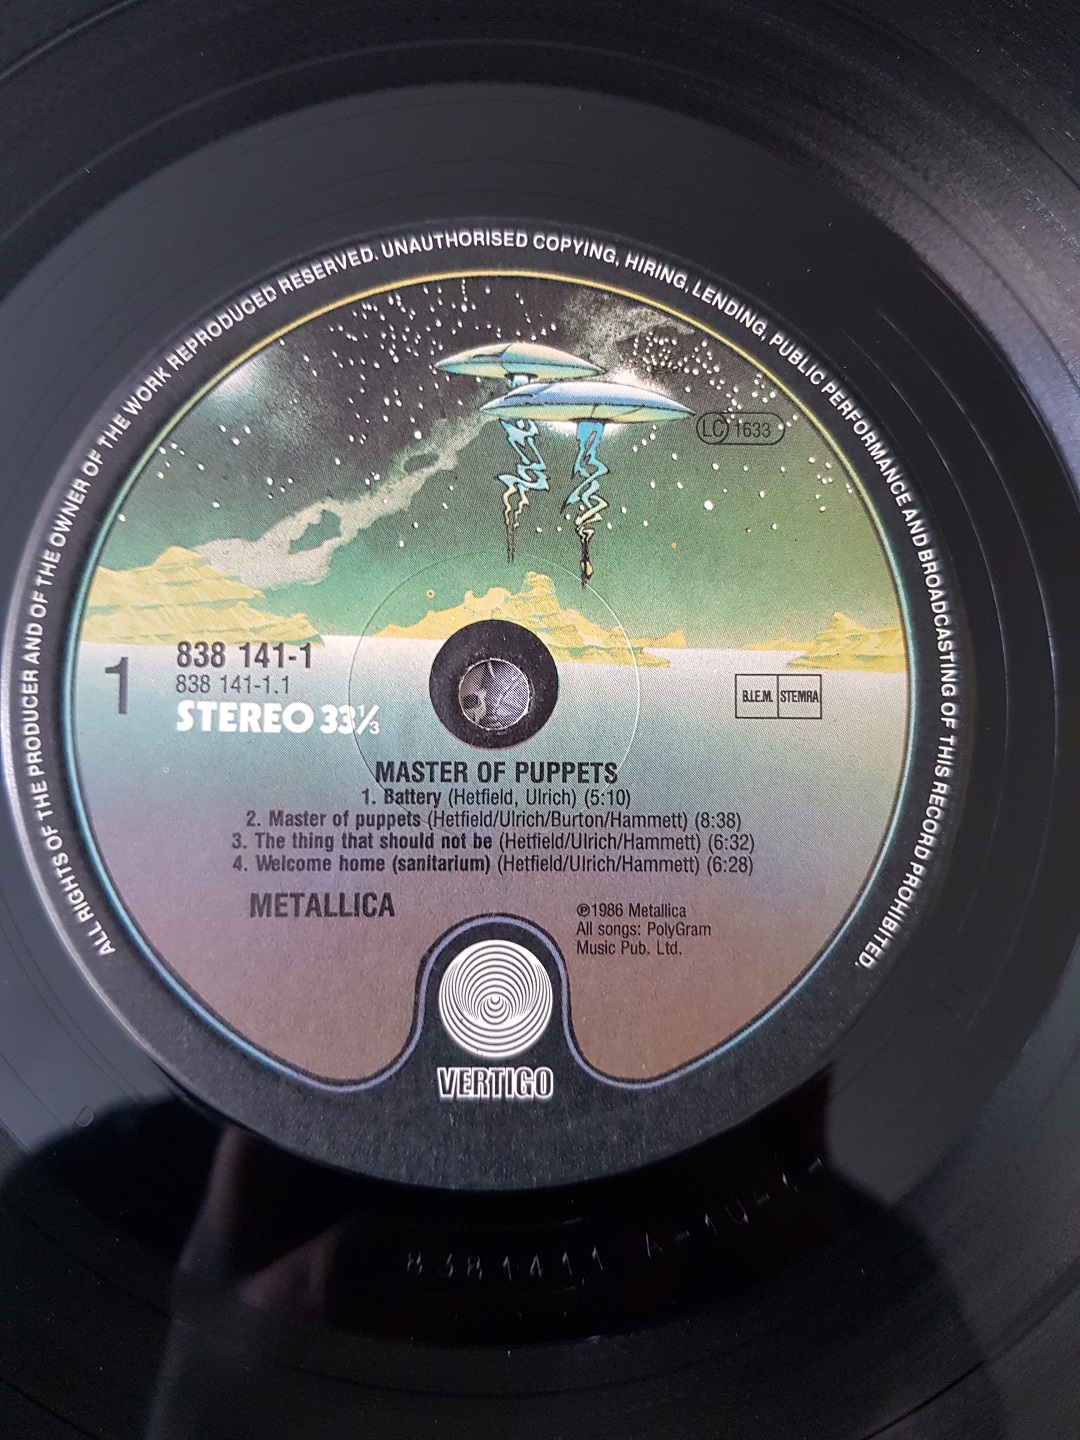 ALL RIGHTS OF THE PRODUCER AND OF THE OWNER OF THE WORK REPRODUCED RESERVED. UNAUTHORISED COPYING, HIRING, LENDING, PUBLIC PERFORMANCE AND BROADCASTING OF THIS RECORD PROHIBITED.
LC 1633
1
838 141-1
838 141-1.1
STEREO 33⅓
B.I.E.M. STEMRA
MASTER OF PUPPETS
1. Battery (Hetfield, Ulrich) (5:10)
2. Master of puppets (Hetfield/Ulrich/Burton/Hammett) (8:38)
3. The thing that should not be (Hetfield/Ulrich/Hammett) (6:32)
4. Welcome home (sanitarium) (Hetfield/Ulrich/Hammett) (6:28)
METALLICA
℗1986 Metallica
All songs: PolyGram
Music Pub. Ltd.
VERTIGO
8381411